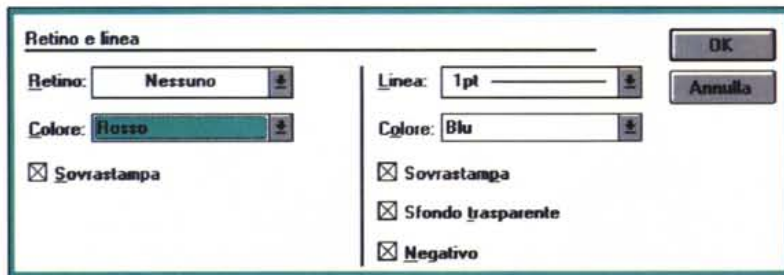 Retino e linea
Retino: Nessuno
Colore: Rosso
Sovrastampa
Linea: 1pt
Colore: Blu
Sovrastampa
Sfondo trasparente
Negativo
OK
Annulla